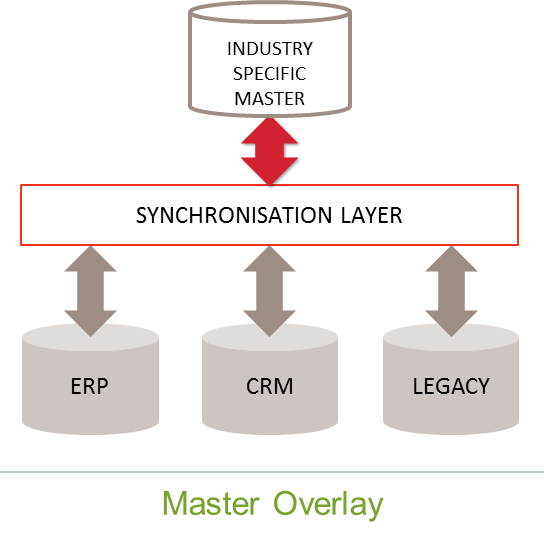 INDUSTRY
SPECIFIC
MASTER
SYNCHRONISATION LAYER
ERP
CRM
LEGACY
Master Overlay